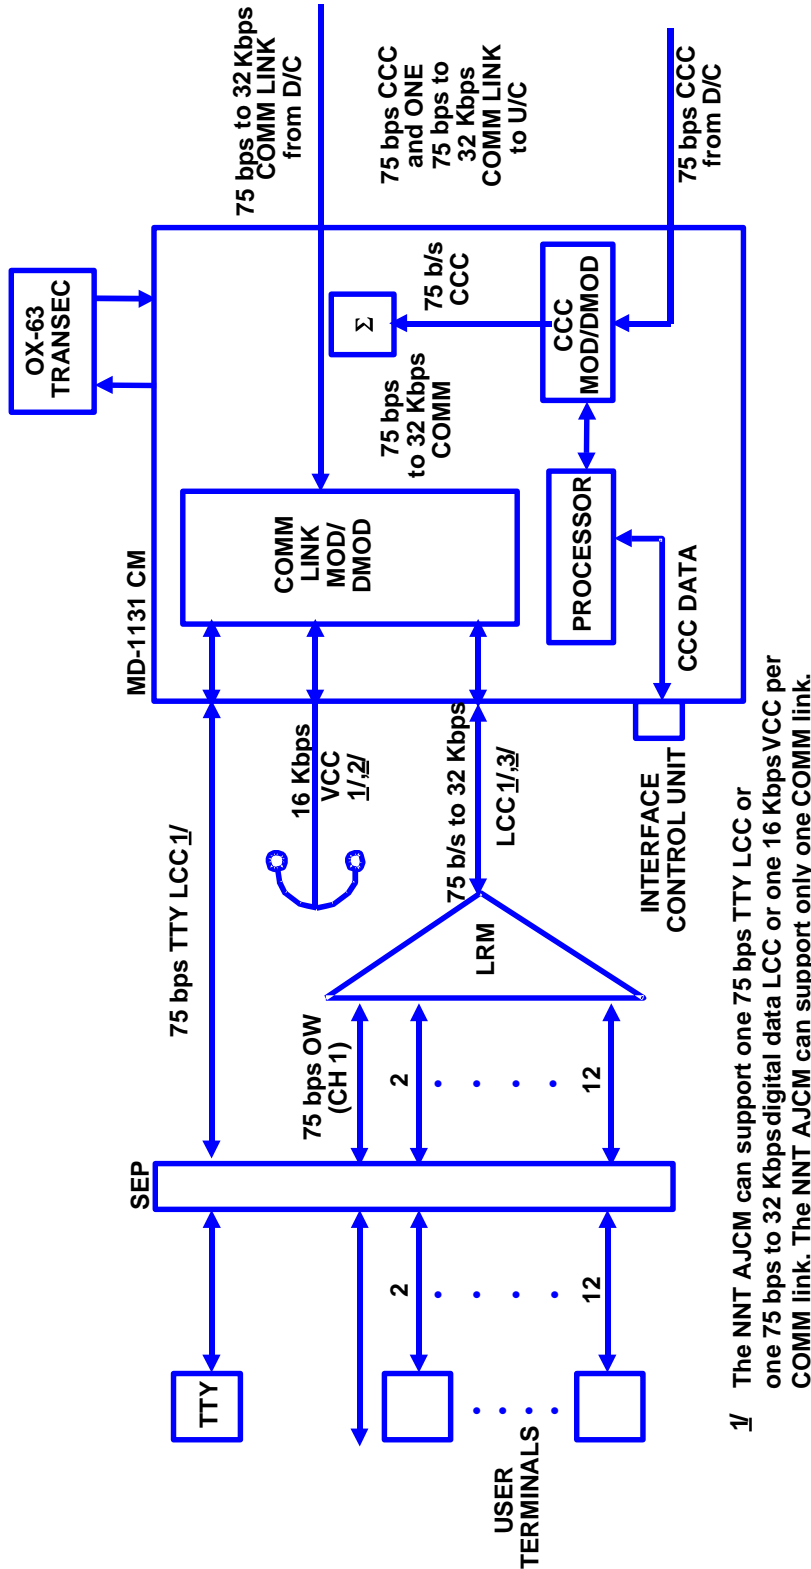 OX-63
TRANSEC
MD-1131 CM
75 bps to 32 Kbps
COMM LINK
from D/C
75 bps CCC
and ONE
75 bps to
32 Kbps
COMM LINK
to U/C
75 bps CCC
from D/C
COMM
LINK
MOD/
DMOD
75 bps
to 32 Kbps
COMM
Σ
75 b/s
CCC
CCC
MOD/DMOD
PROCESSOR
CCC DATA
INTERFACE
CONTROL UNIT
75 bps TTY LCC 1/
16 Kbps
VCC
1/,2/
75 b/s to 32 Kbps
LCC 1/,3/
LRM
75 bps OW
(CH 1)
2
12
SEP
2
12
TTY
USER
TERMINALS
1/ The NNT AJCM can support one 75 bps TTY LCC or
one 75 bps to 32 Kbps digital data LCC or one 16 Kbps VCC per
COMM link. The NNT AJCM can support only one COMM link.